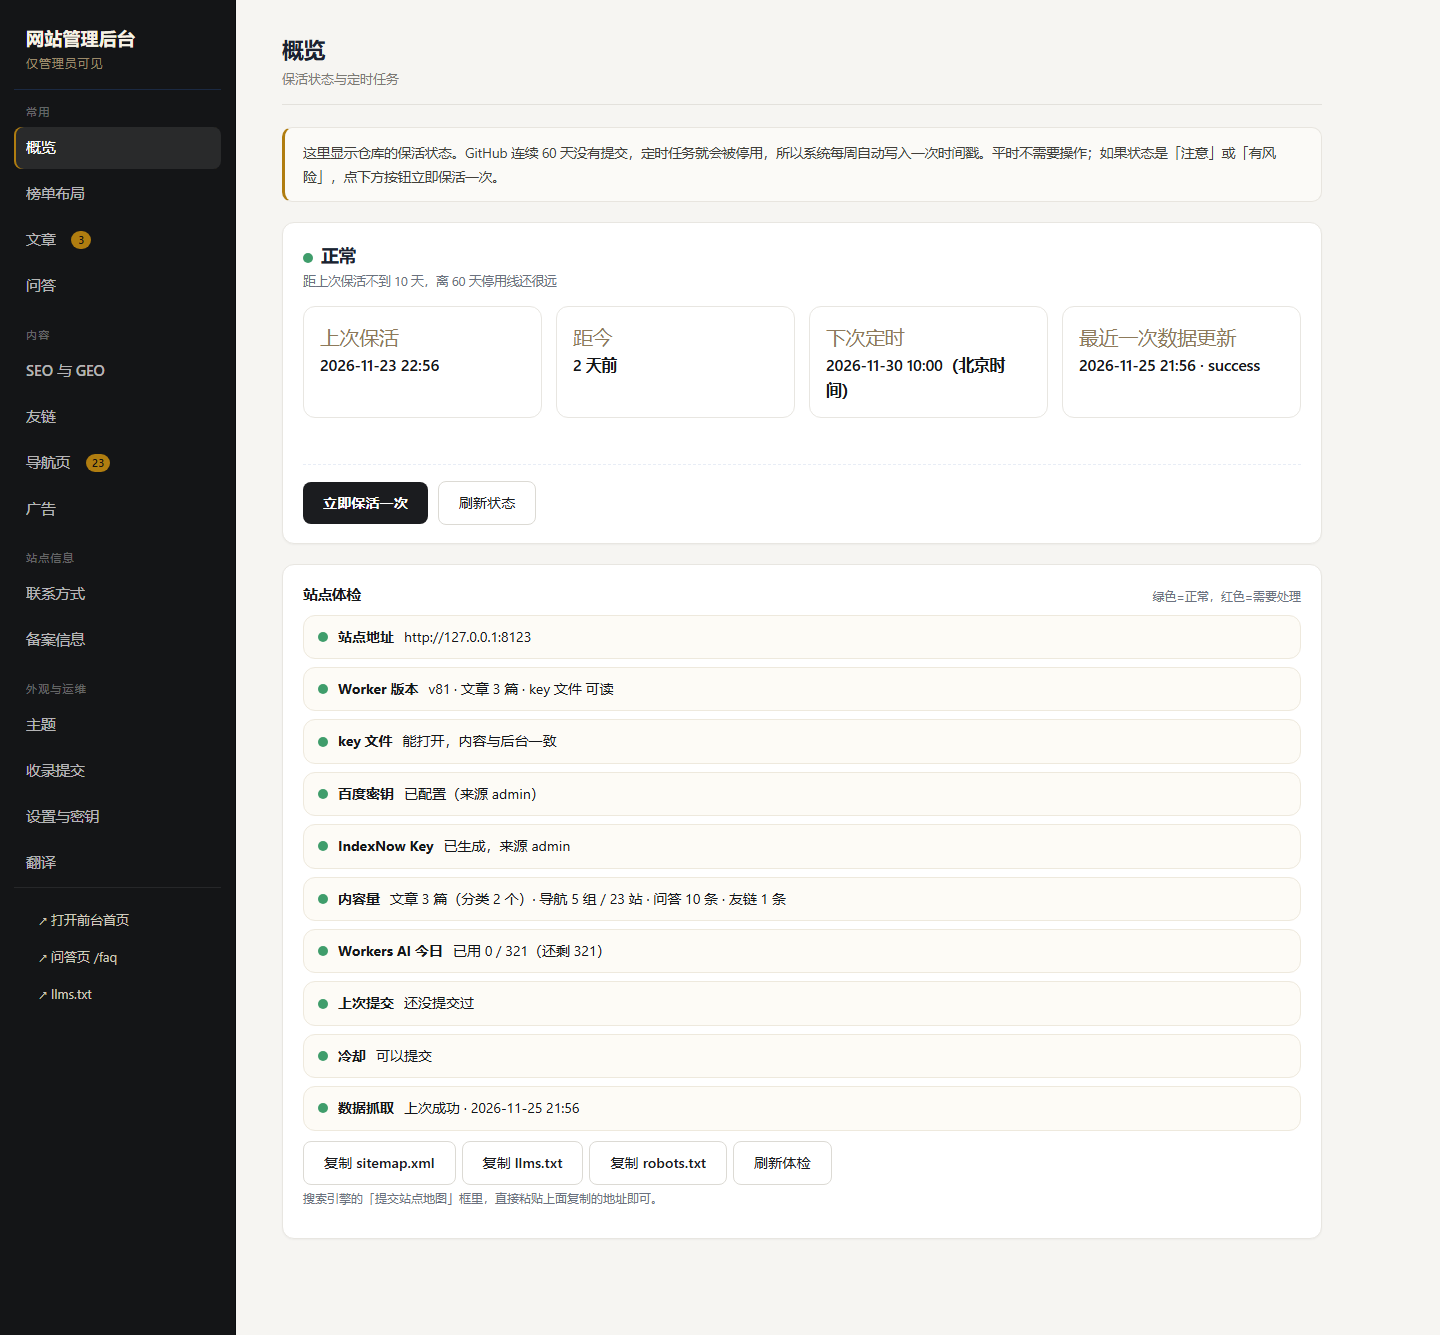 网站管理后台
仅管理员可见
常用
概览
榜单布局
文章 3
问答
内容
SEO 与 GEO
友链
导航页 23
广告
站点信息
联系方式
备案信息
外观与运维
主题
收录提交
设置与密钥
翻译
↗ 打开前台首页
↗ 问答页 /faq
↗ llms.txt
概览
保活状态与定时任务
这里显示仓库的保活状态。GitHub 连续 60 天没有提交，定时任务就会被停用，所以系统每周自动写入一次时间戳。平时不需要操作；如果状态是「注意」或「有风
险」，点下方按钮立即保活一次。
正常
距上次保活不到 10 天，离 60 天停用线还很远
上次保活
2026-11-23 22:56
距今
2 天前
下次定时
2026-11-30 10:00（北京时
间）
最近一次数据更新
2026-11-25 21:56 · success
立即保活一次
刷新状态
站点体检
绿色=正常，红色=需要处理
站点地址 http://127.0.0.1:8123
Worker 版本 v81 · 文章 3 篇 · key 文件 可读
key 文件 能打开，内容与后台一致
百度密钥 已配置（来源 admin）
IndexNow Key 已生成，来源 admin
内容量 文章 3 篇（分类 2 个）· 导航 5 组 / 23 站 · 问答 10 条 · 友链 1 条
Workers AI 今日 已用 0 / 321（还剩 321）
上次提交 还没提交过
冷却 可以提交
数据抓取 上次成功 · 2026-11-25 21:56
复制 sitemap.xml
复制 llms.txt
复制 robots.txt
刷新体检
搜索引擎的「提交站点地图」框里，直接粘贴上面复制的地址即可。